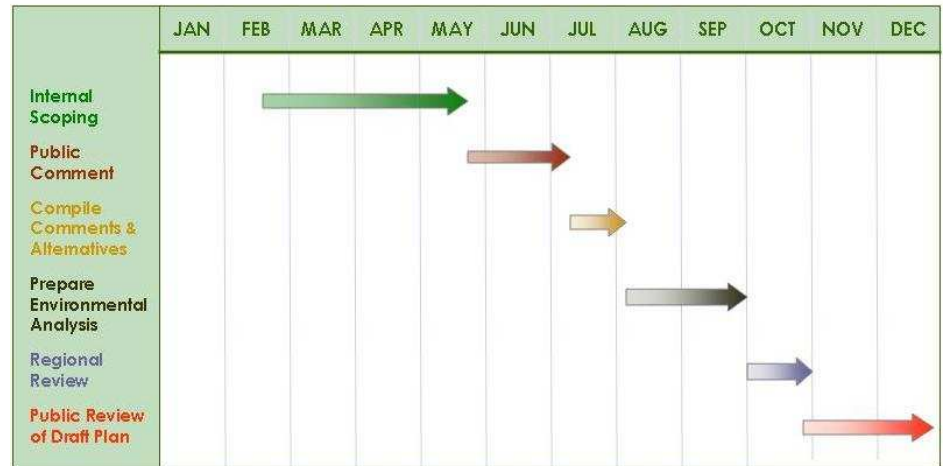 JAN FEB MAR APR MAY JUN JUL AUG SEP OCT NOV DEC
Internal
Scoping
Public
Comment
Compile
Comments &
Alternatives
Prepare
Environmental
Analysis
Regional
Review
Public Review
of Draft Plan